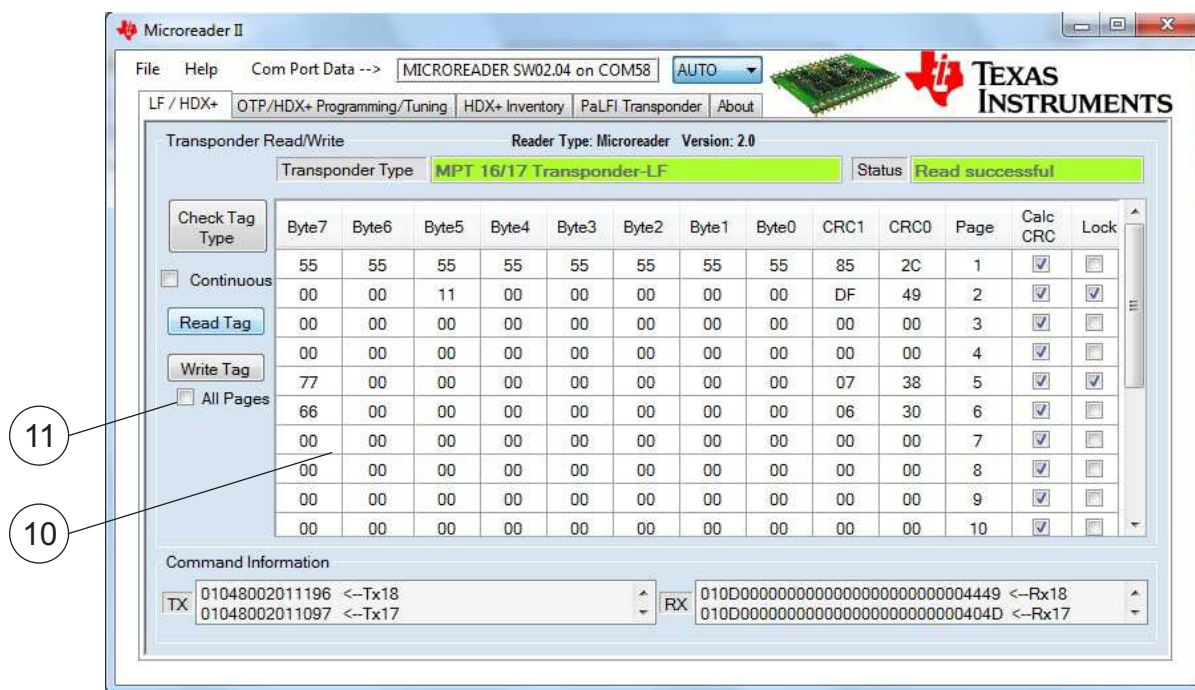 Microreader II
File Help Com Port Data --> MICROREADER SW02.04 on COM58 AUTO
TEXAS
INSTRUMENTS
LF / HDX+ OTP/HDX+ Programming/Tuning HDX+ Inventory PaLFI Transponder About
Transponder Read/Write Reader Type: Microreader Version: 2.0
Transponder Type MPT 16/17 Transponder-LF Status Read successful
Check Tag
Type
Continuous
Read Tag
Write Tag
All Pages
Byte7 Byte6 Byte5 Byte4 Byte3 Byte2 Byte1 Byte0 CRC1 CRC0 Page Calc CRC Lock
55 55 55 55 55 55 55 55 85 2C 1
00 00 11 00 00 00 00 00 DF 49 2
00 00 00 00 00 00 00 00 00 00 3
00 00 00 00 00 00 00 00 00 00 4
77 00 00 00 00 00 00 00 07 38 5
66 00 00 00 00 00 00 00 06 30 6
00 00 00 00 00 00 00 00 00 00 7
00 00 00 00 00 00 00 00 00 00 8
00 00 00 00 00 00 00 00 00 00 9
00 00 00 00 00 00 00 00 00 00 10
11
10
Command Information
TX 01048002011196 <--Tx18
01048002011097 <--Tx17
RX 010D00000000000000000000000004449 <--Rx18
010D0000000000000000000000000404D <--Rx17